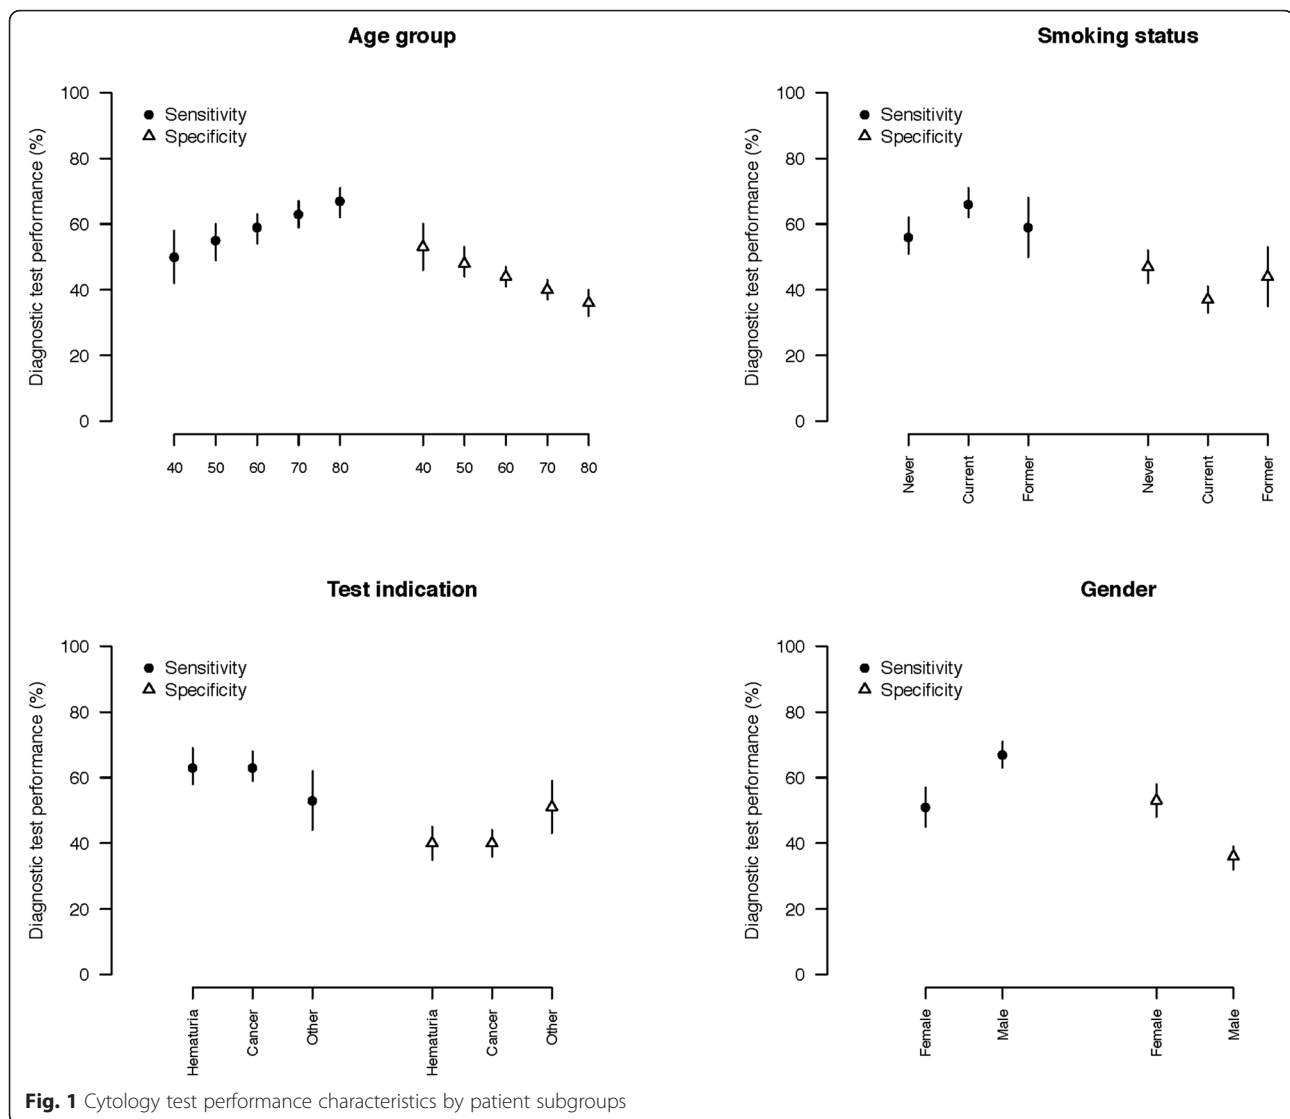 Age group
Diagnostic test performance (%)
100
80
60
40
20
0
Sensitivity
Specificity
40 50 60 70 80 40 50 60 70 80
Smoking status
Diagnostic test performance (%)
100
80
60
40
20
0
Sensitivity
Specificity
Never Current Former Never Current Former
Test indication
Diagnostic test performance (%)
100
80
60
40
20
0
Sensitivity
Specificity
Hematuria Cancer Other Hematuria Cancer Other
Gender
Diagnostic test performance (%)
100
80
60
40
20
0
Sensitivity
Specificity
Female Male Female Male
Fig. 1 Cytology test performance characteristics by patient subgroups